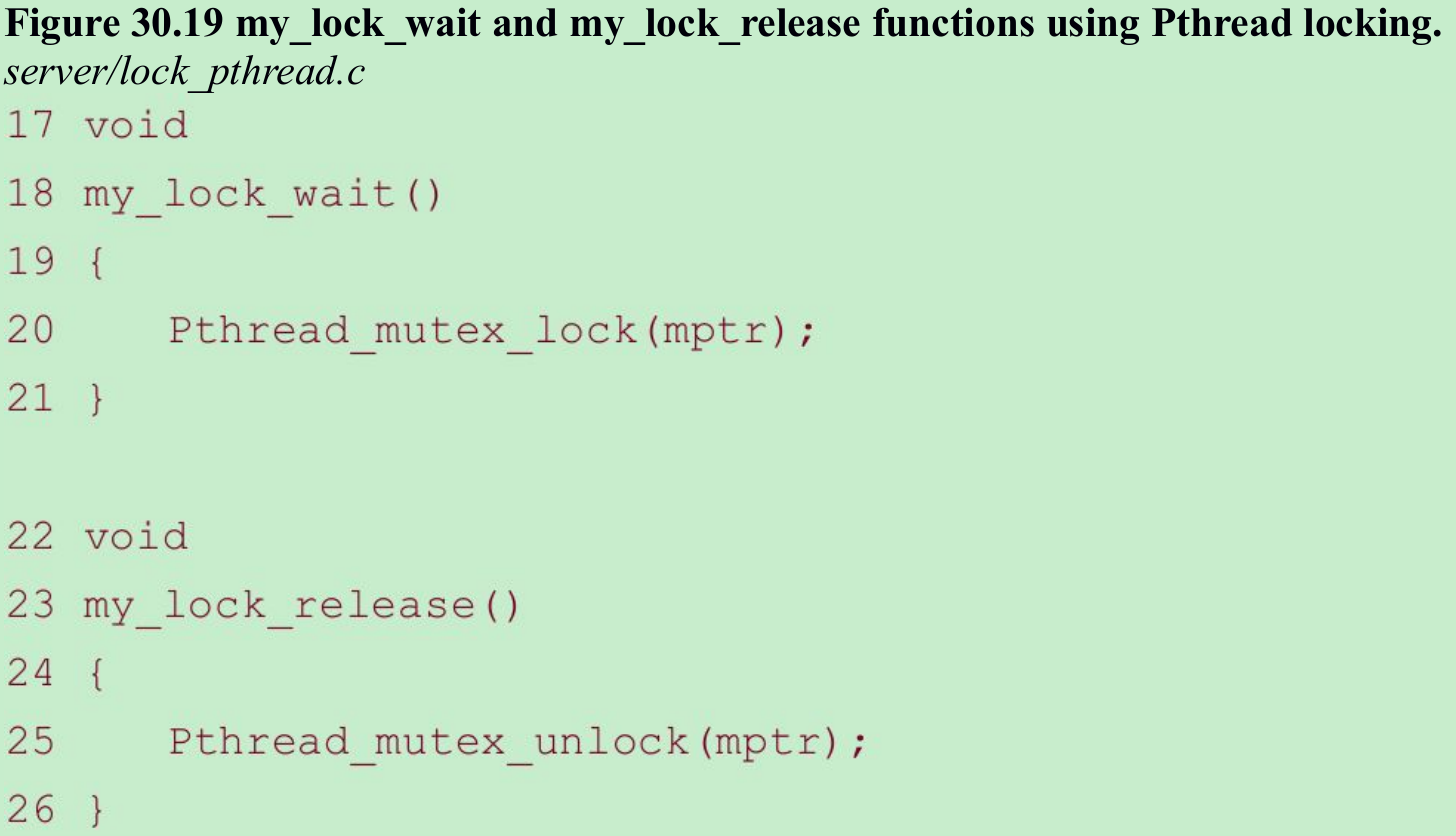 Figure 30.19 my_lock_wait and my_lock_release functions using Pthread locking.
server/lock_pthread.c
17 void
18 my_lock_wait()
19 {
20     Pthread_mutex_lock(mptr);
21 }
22 void
23 my_lock_release()
24 {
25     Pthread_mutex_unlock(mptr);
26 }